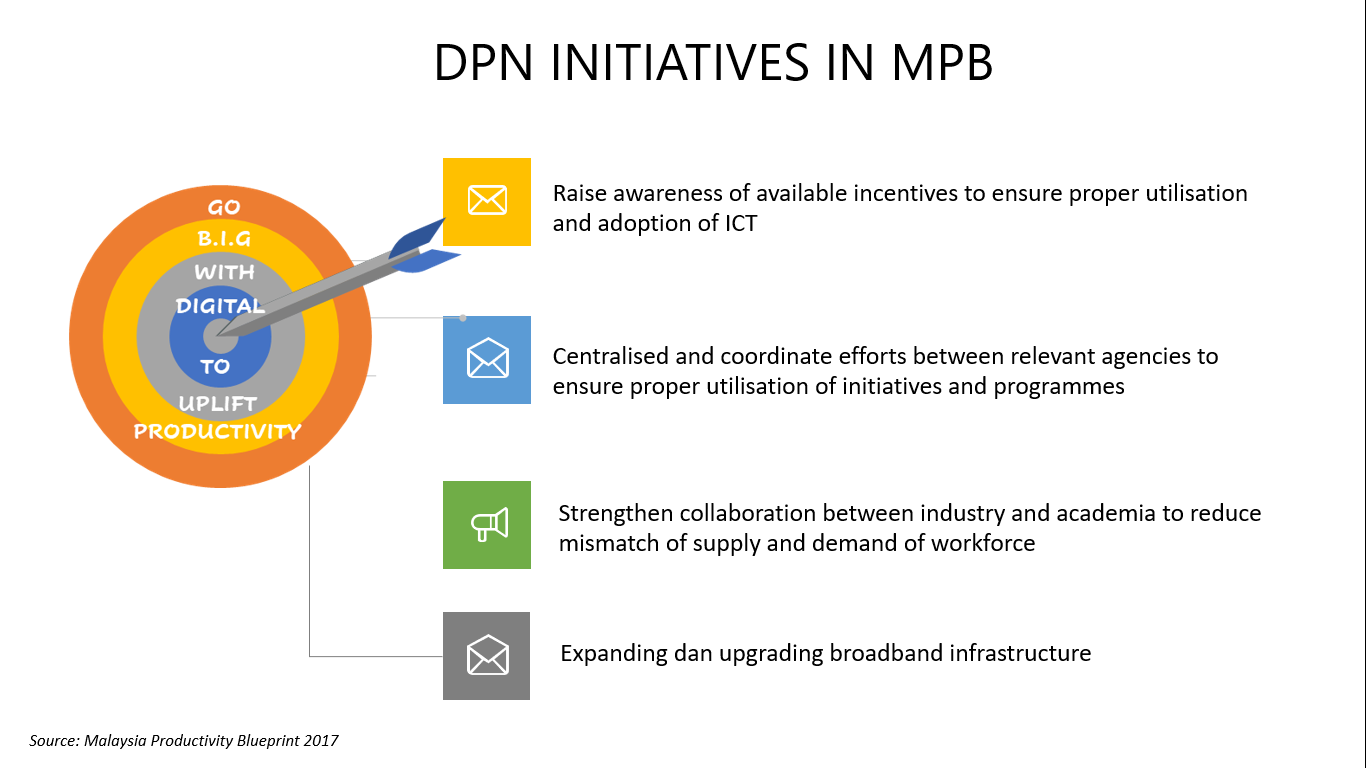 DPN INITIATIVES IN MPB
GO
B.I.G
WITH
DIGITAL
TO
UPLIFT
PRODUCTIVITY
Raise awareness of available incentives to ensure proper utilisation
and adoption of ICT
Centralised and coordinate efforts between relevant agencies to
ensure proper utilisation of initiatives and programmes
Strengthen collaboration between industry and academia to reduce
mismatch of supply and demand of workforce
Expanding dan upgrading broadband infrastructure
Source: Malaysia Productivity Blueprint 2017